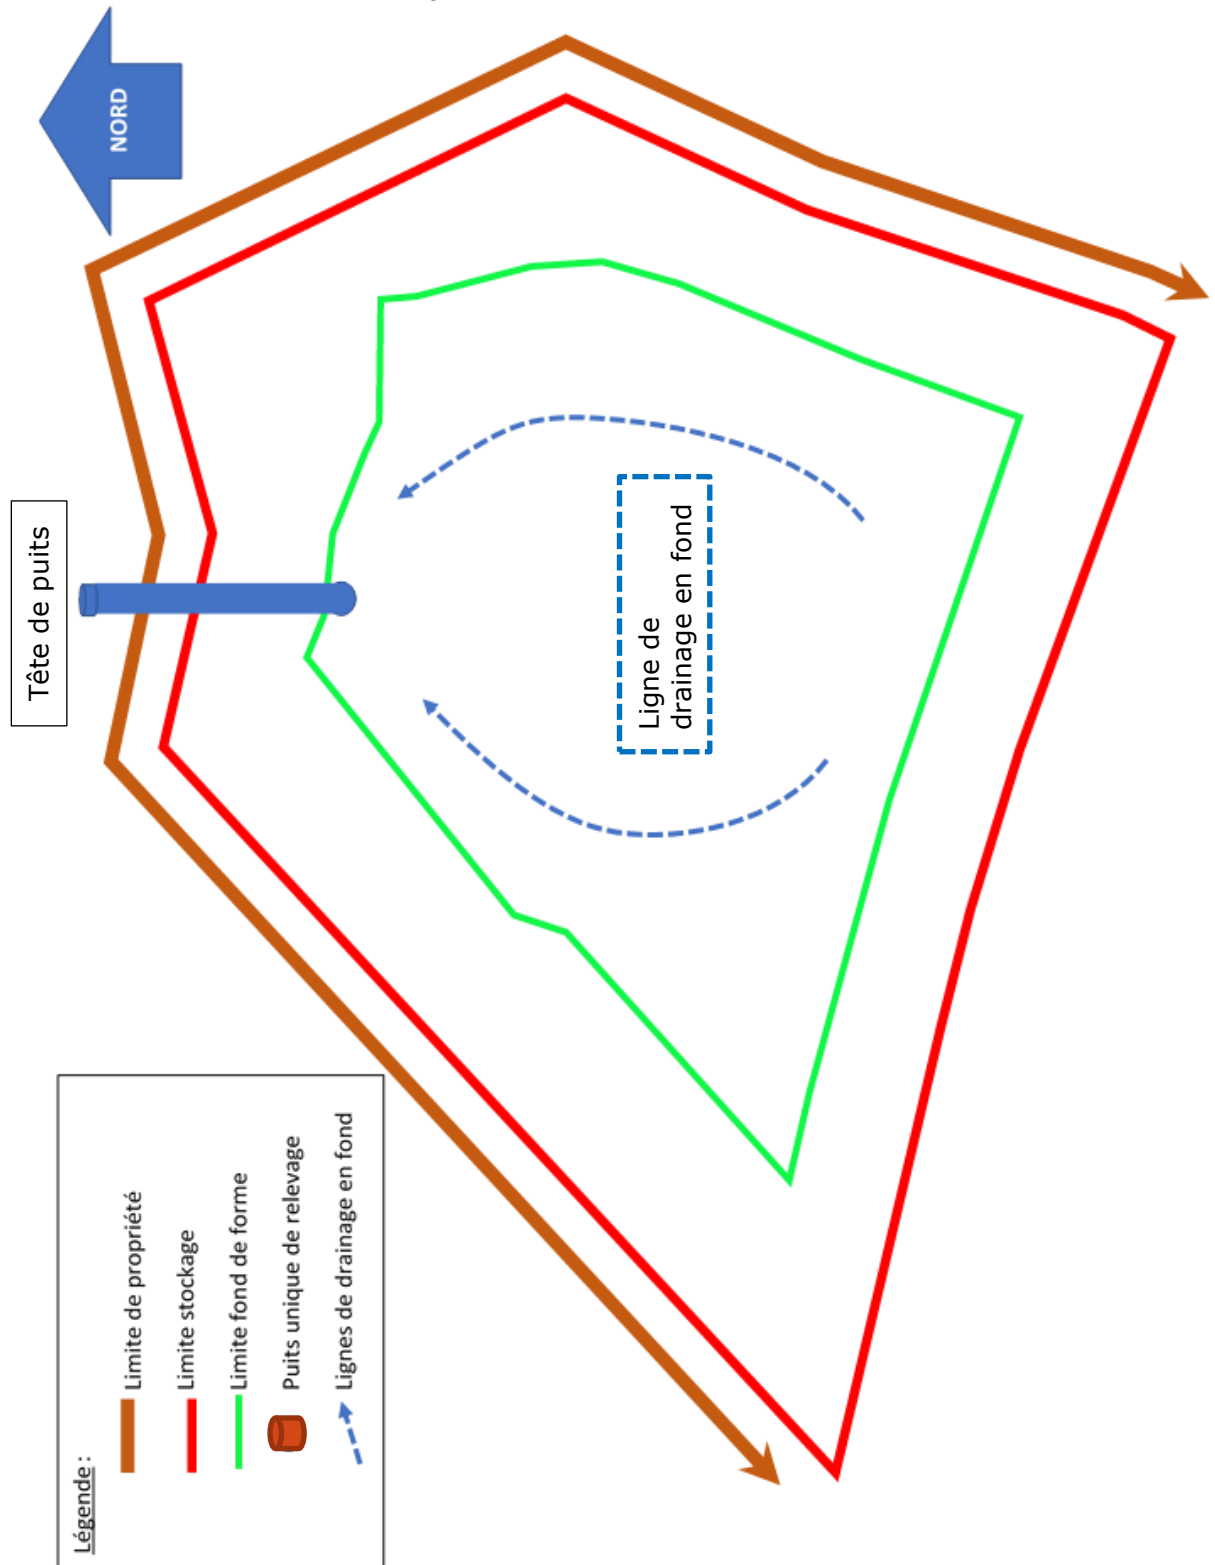 NORD
Tête de puits
Ligne de
drainage en fond
Légende :
Limite de propriété
Limite stockage
Limite fond de forme
Puits unique de relevage
Lignes de drainage en fond